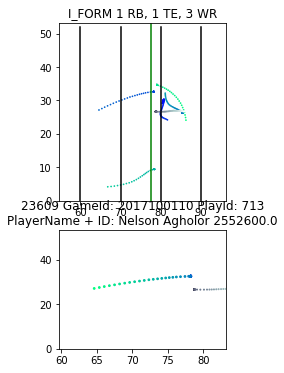 I_FORM 1 RB, 1 TE, 3 WR
50
40
30
20
10
0
60 70 80 90
23609 GameId: 2017100110 PlayId: 713
PlayerName + ID: Nelson Agholor 2552600.0
40
20
0
60 65 70 75 80